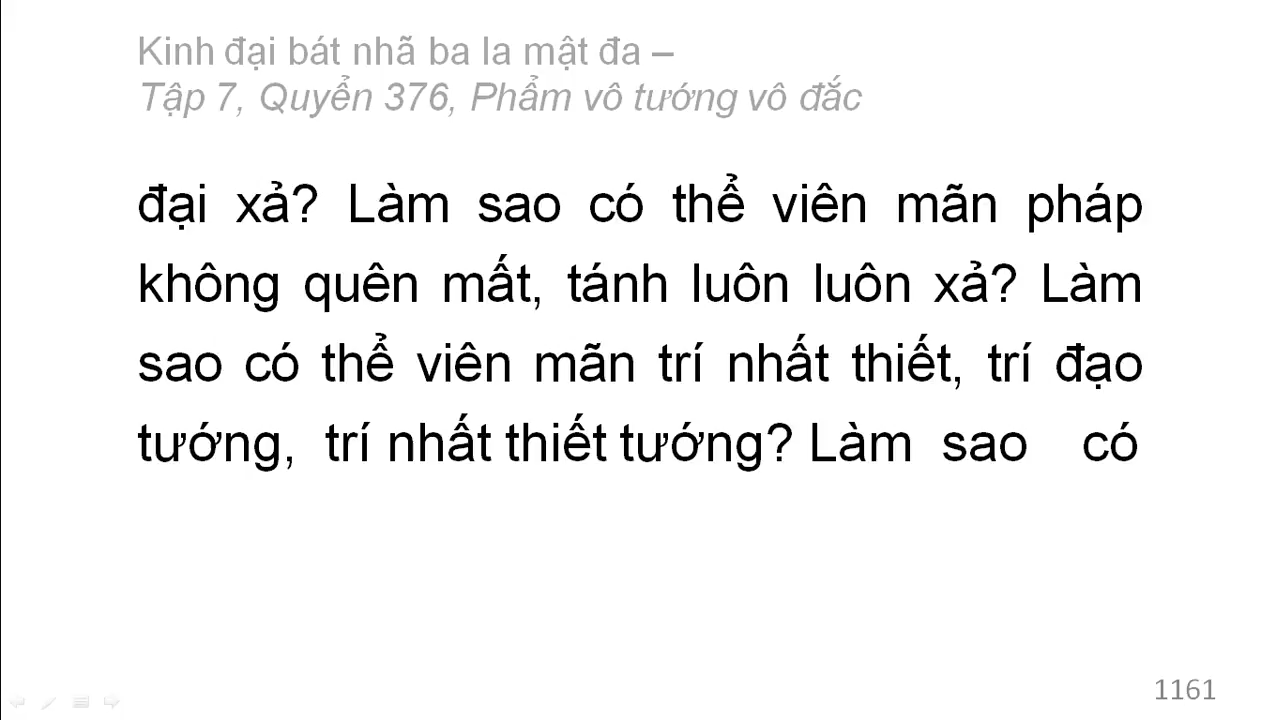 Kinh đại bát nhã ba la mật đa –
Tập 7, Quyển 376, Phẩm vô tướng vô đắc
đại xả? Làm sao có thể viên mãn pháp
không quên mất, tánh luôn luôn xả? Làm
sao có thể viên mãn trí nhất thiết, trí đạo
tướng, trí nhất thiết tướng? Làm sao có
1161